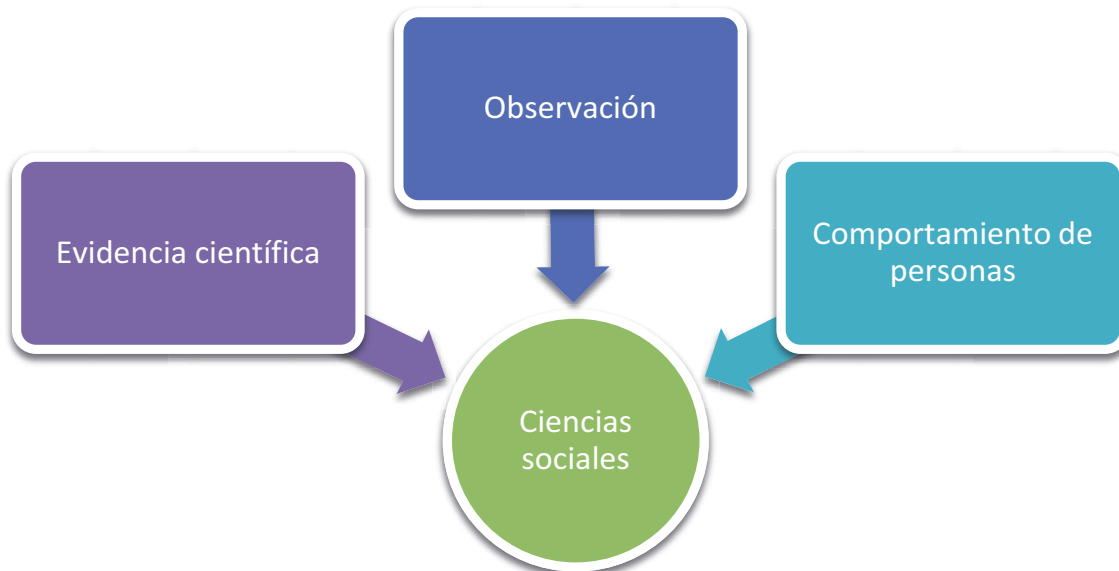 Observación
Evidencia científica
Comportamiento de
personas
Ciencias
sociales